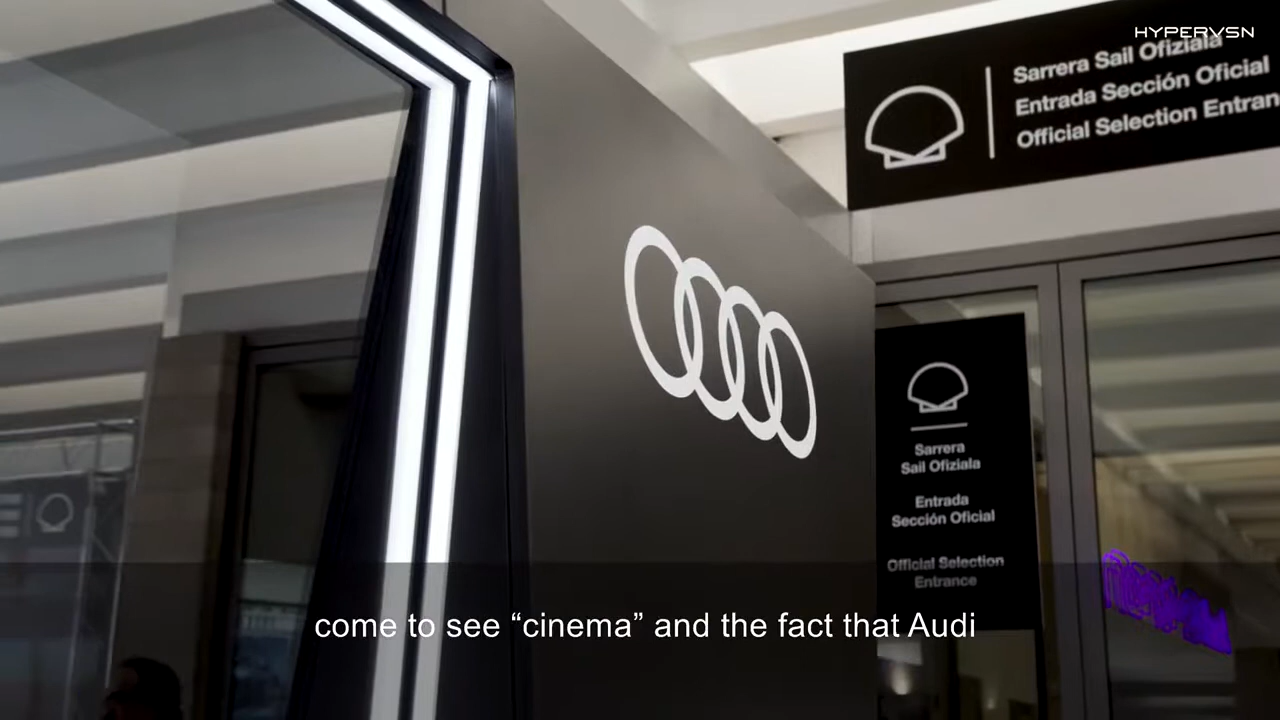 HYPERVSN
Sarrera Sail Ofiziala
Entrada Sección Oficial
Official Selection
Sarrera
Sail Ofiziala
Entrada
Sección Oficial
Official Selection
Entrance
come to see “cinema” and the fact that Audi